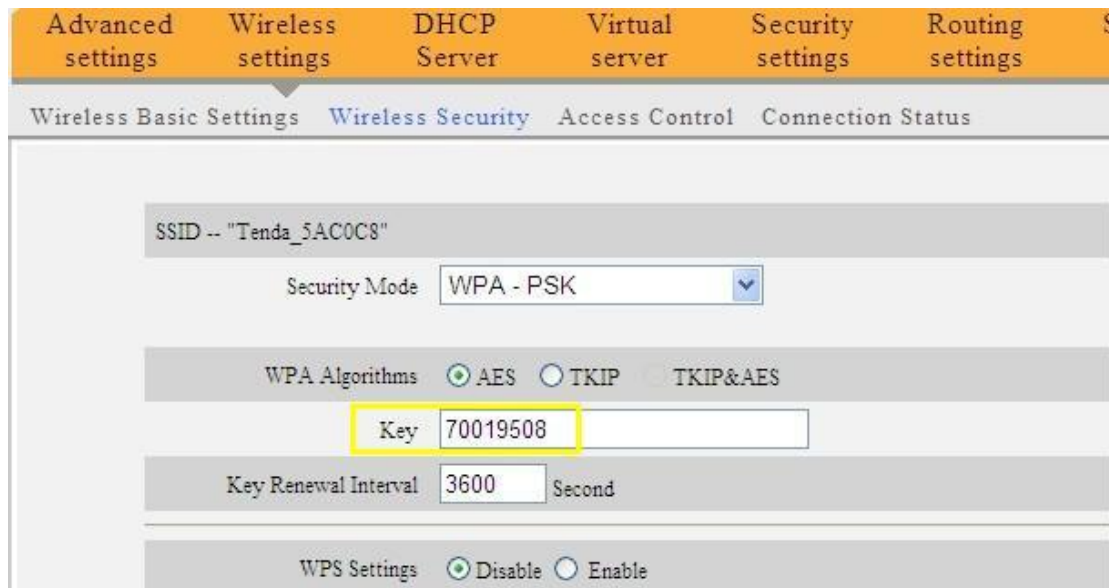 Advanced settings
Wireless settings
DHCP Server
Virtual server
Security settings
Routing settings
Wireless Basic Settings Wireless Security Access Control Connection Status
SSID -- "Tenda_5AC0C8"
Security Mode WPA - PSK
WPA Algorithms AES TKIP TKIP&AES
Key 70019508
Key Renewal Interval 3600 Second
WPS Settings Disable Enable